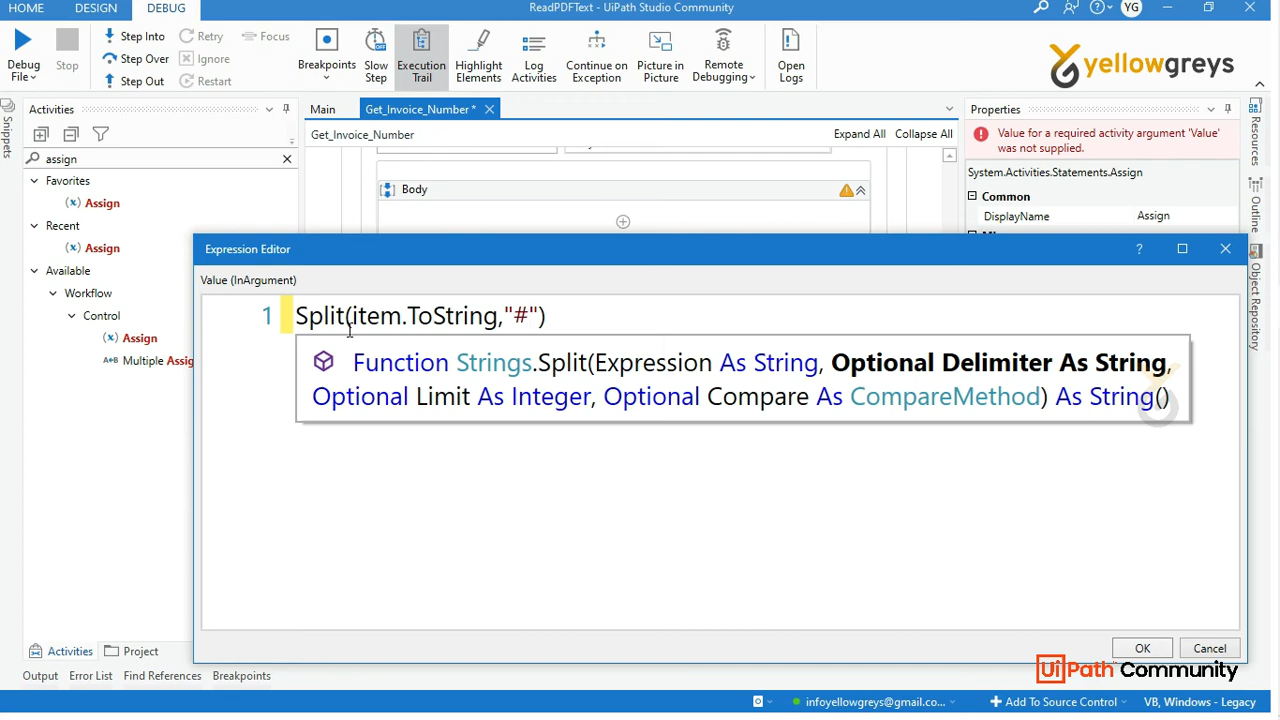 HOME DESIGN DEBUG ReadPDFText - UiPath Studio Community YG
Debug File Stop Step Into Step Over Step Out Retry Ignore Restart Focus Breakpoints Slow Step Execution Trail Highlight Elements Log Activities Continue on Exception Picture in Picture Remote Debugging Open Logs
yellowgreys
Snippets
Activities
assign
Favorites
Assign
Recent
Assign
Available
Workflow
Control
Assign
Multiple Assig
Main Get_Invoice_Number *
Get_Invoice_Number Expand All Collapse All
Body
Properties
Value for a required activity argument 'Value' was not supplied.
System.Activities.Statements.Assign
Common
DisplayName Assign
Resources
Outline
Object Repository
Expression Editor
Value (InArgument)
1 Split(item.ToString,"#")
Function Strings.Split(Expression As String, Optional Delimiter As String,
Optional Limit As Integer, Optional Compare As CompareMethod) As String()
OK Cancel
UiPath Community
Activities Project
Output Error List Find References Breakpoints
infoyellowgreys@gmail.co... Add To Source Control VB, Windows - Legacy